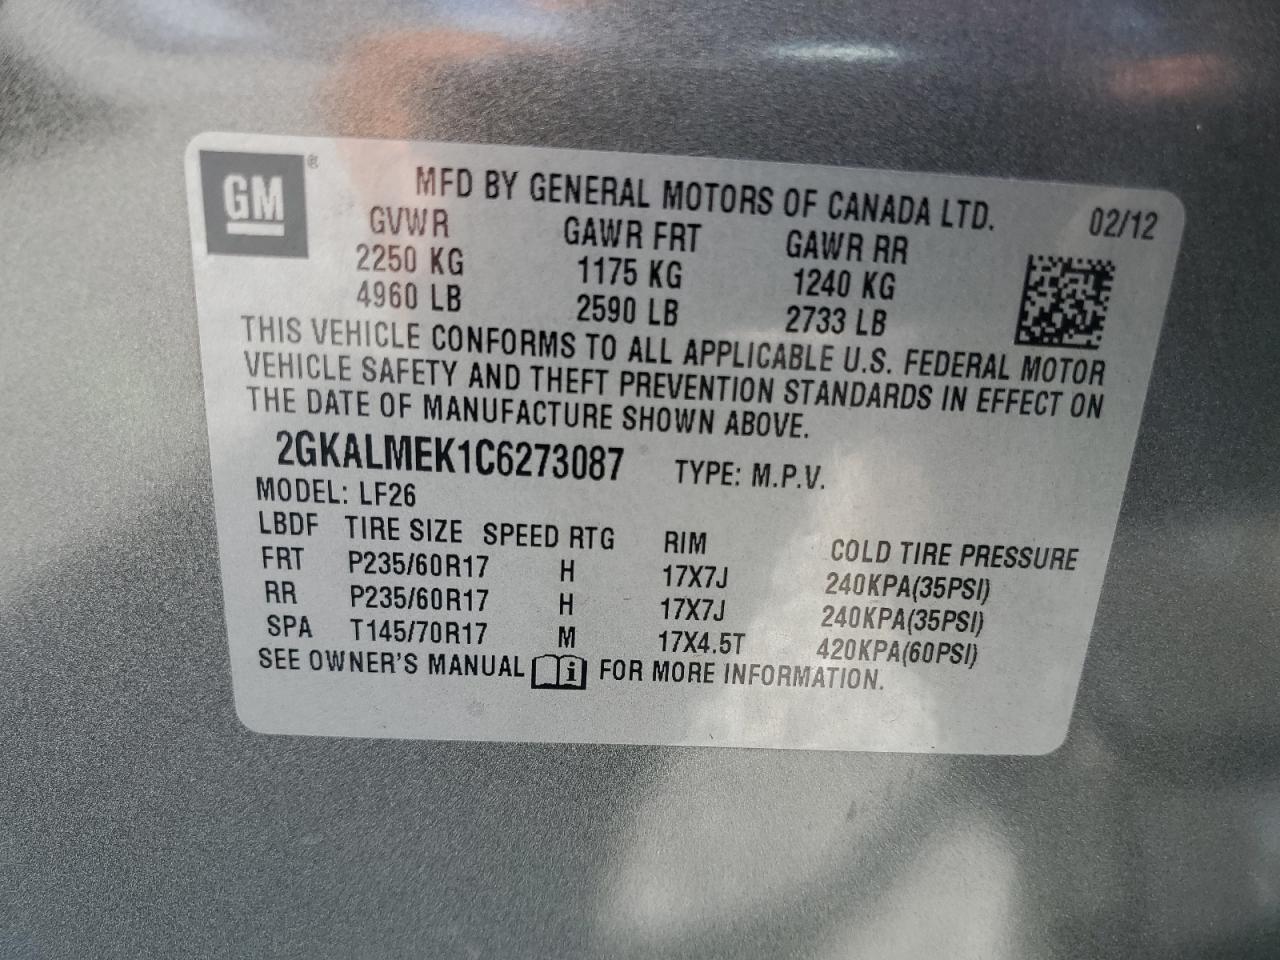 GM ®
MFD BY GENERAL MOTORS OF CANADA LTD. 02/12
GVWR GAWR FRT GAWR RR
2250 KG 1175 KG 1240 KG
4960 LB 2590 LB 2733 LB
THIS VEHICLE CONFORMS TO ALL APPLICABLE U.S. FEDERAL MOTOR
VEHICLE SAFETY AND THEFT PREVENTION STANDARDS IN EFFECT ON
THE DATE OF MANUFACTURE SHOWN ABOVE.
2GKALMEK1C6273087 TYPE: M.P.V.
MODEL: LF26
LBDF TIRE SIZE SPEED RTG RIM COLD TIRE PRESSURE
FRT P235/60R17 H 17X7J 240KPA(35PSI)
RR P235/60R17 H 17X7J 240KPA(35PSI)
SPA T145/70R17 M 17X4.5T 420KPA(60PSI)
SEE OWNER'S MANUAL i FOR MORE INFORMATION.